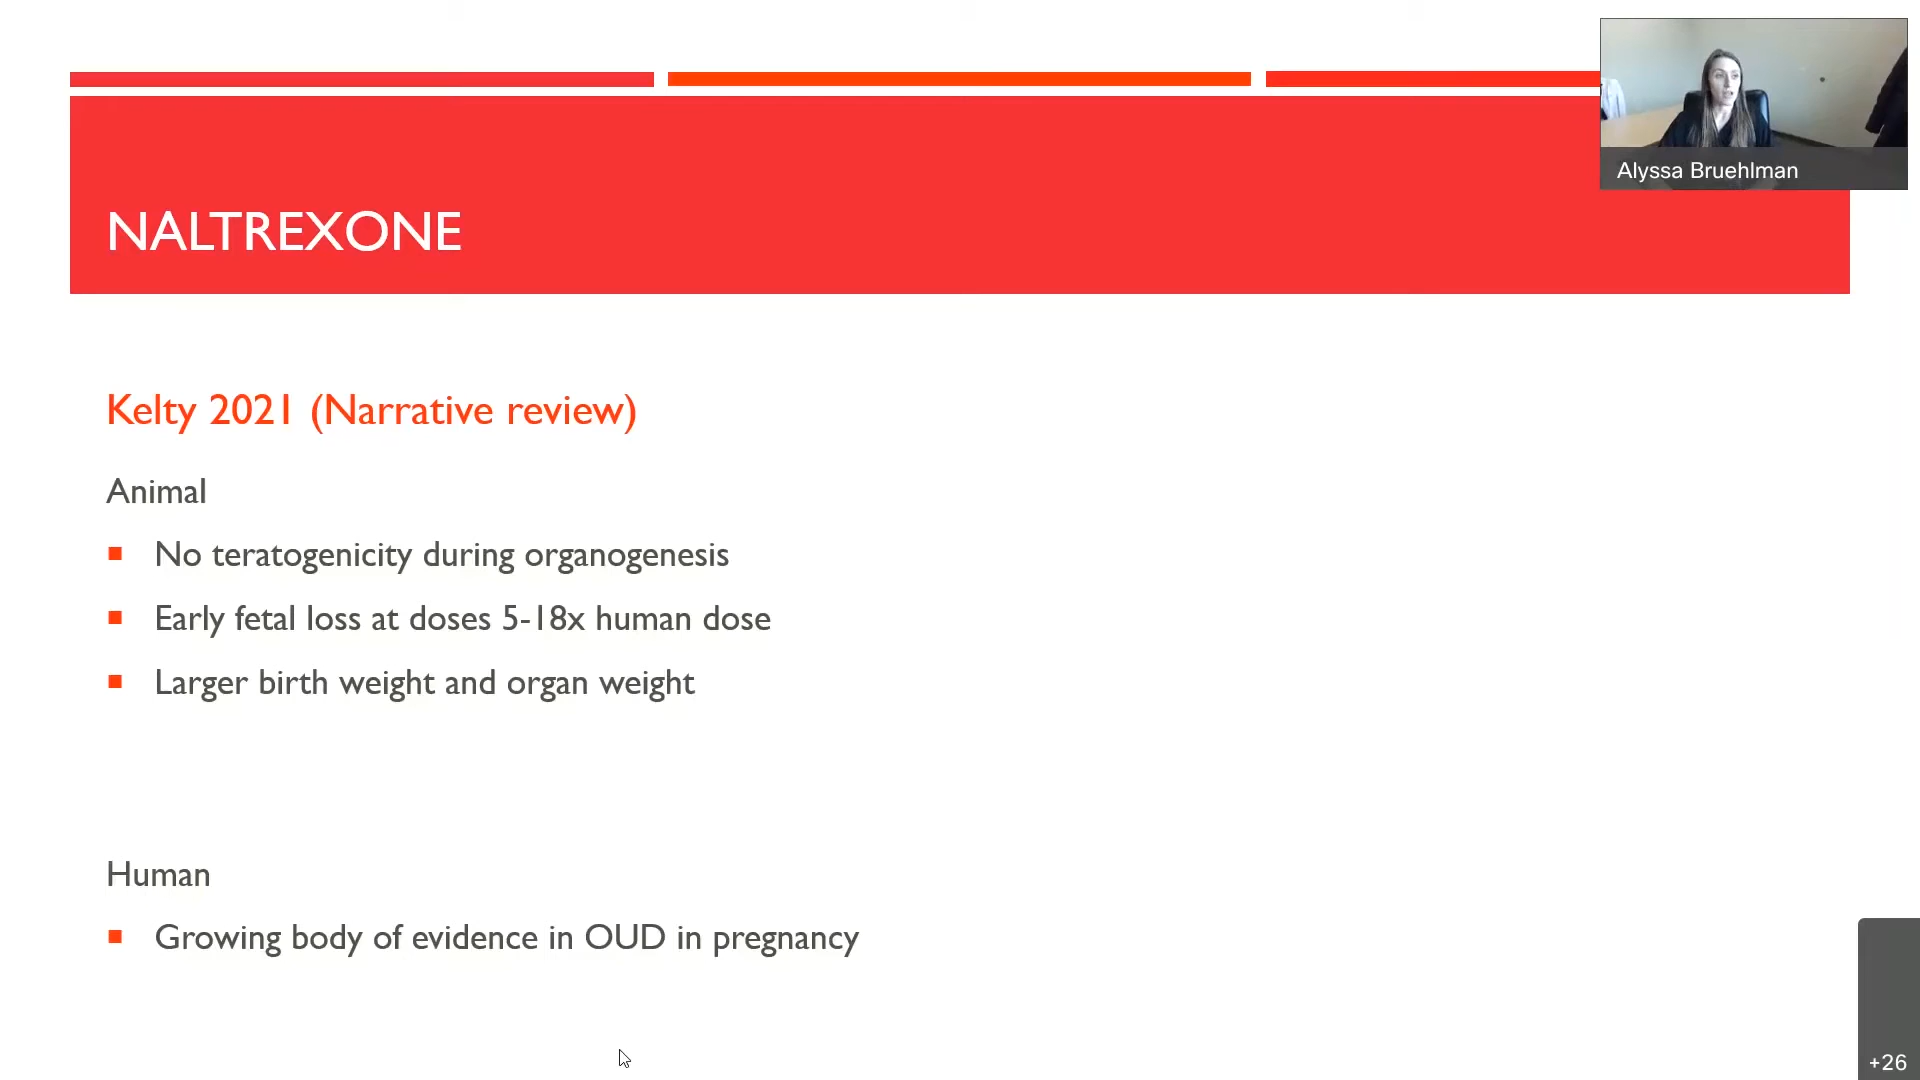 Alyssa Bruehlman
NALTREXONE
Kelty 2021 (Narrative review)
Animal
No teratogenicity during organogenesis
Early fetal loss at doses 5-18x human dose
Larger birth weight and organ weight
Human
Growing body of evidence in OUD in pregnancy
+26